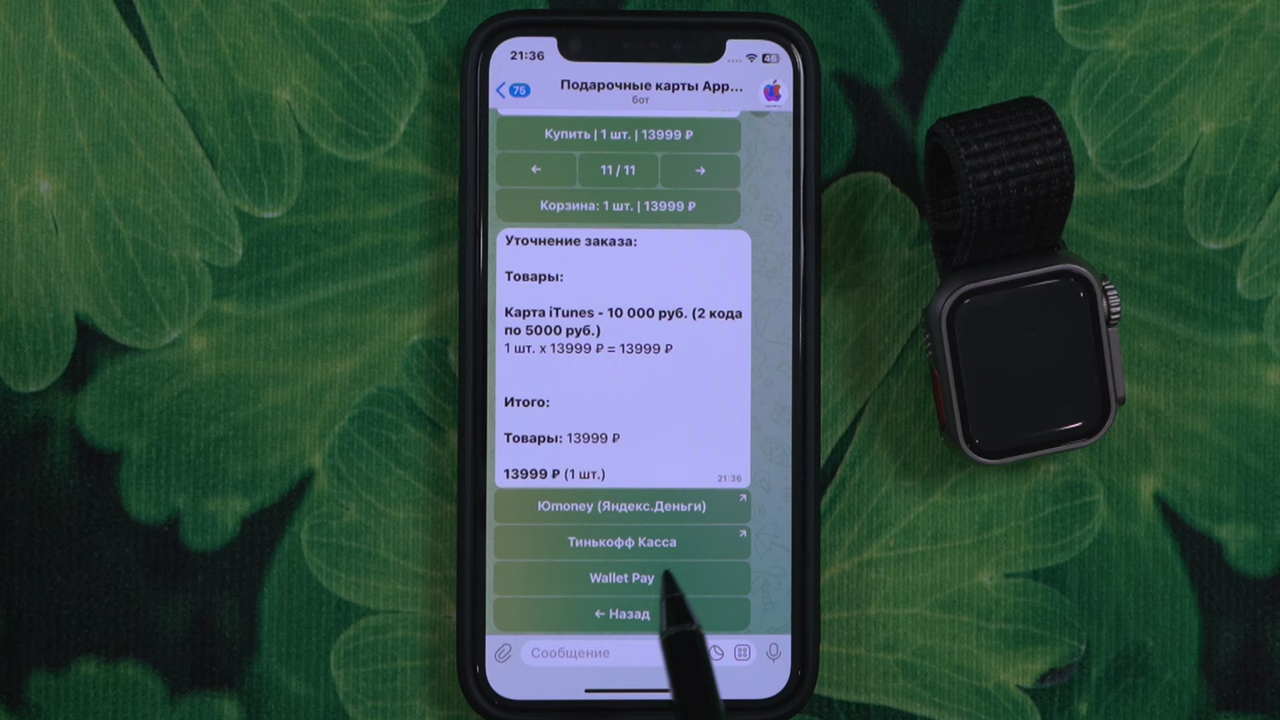 21:36
46
75
Подарочные карты App...
бот
Купить | 1 шт. | 13999 ₽
← 11 / 11 →
Корзина: 1 шт. | 13999 ₽
Уточнение заказа:
Товары:
Карта iTunes - 10 000 руб. (2 кода
по 5000 руб.)
1 шт. x 13999 ₽ = 13999 ₽
Итого:
Товары: 13999 ₽
13999 ₽ (1 шт.)
21:36
Юmoney (Яндекс.Деньги)
Тинькофф Касса
Wallet Pay
← Назад
Сообщение